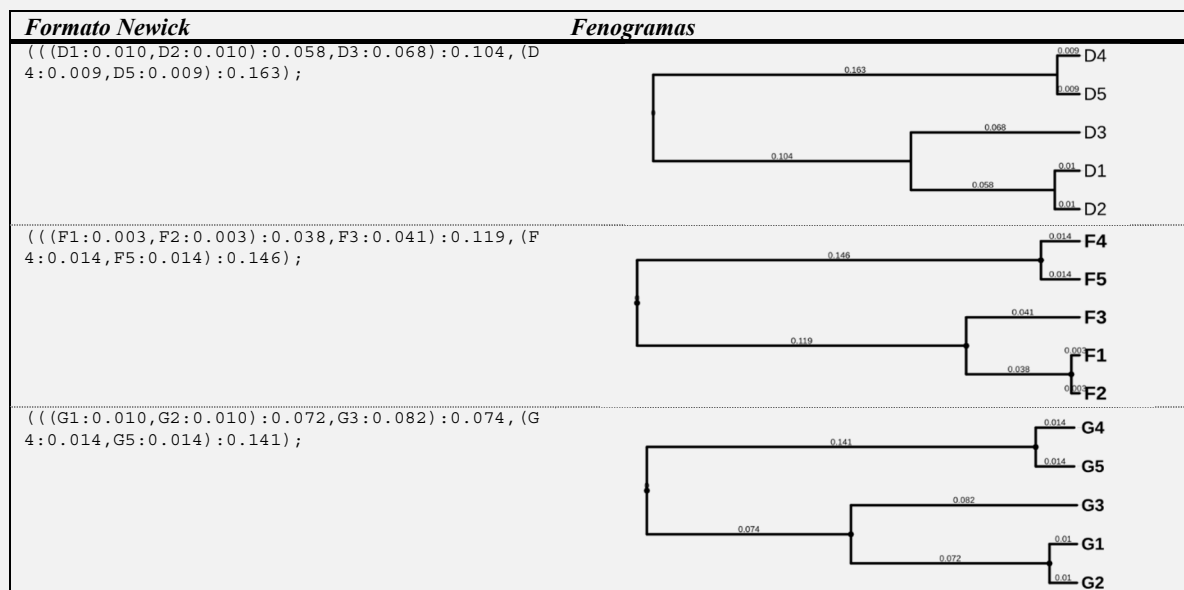 Formato Newick Fenogramas
(((D1:0.010,D2:0.010):0.058,D3:0.068):0.104,(D
4:0.009,D5:0.009):0.163);
0.009 D4
0.163
0.009 D5
0.068 D3
0.104
0.01 D1
0.058
0.01 D2
(((F1:0.003,F2:0.003):0.038,F3:0.041):0.119,(F
4:0.014,F5:0.014):0.146);
0.014 F4
0.146
0.014 F5
0.041 F3
0.119
0.003 F1
0.038
0.003 F2
(((G1:0.010,G2:0.010):0.072,G3:0.082):0.074,(G
4:0.014,G5:0.014):0.141);
0.014 G4
0.141
0.014 G5
0.082 G3
0.074
0.01 G1
0.072
0.01 G2